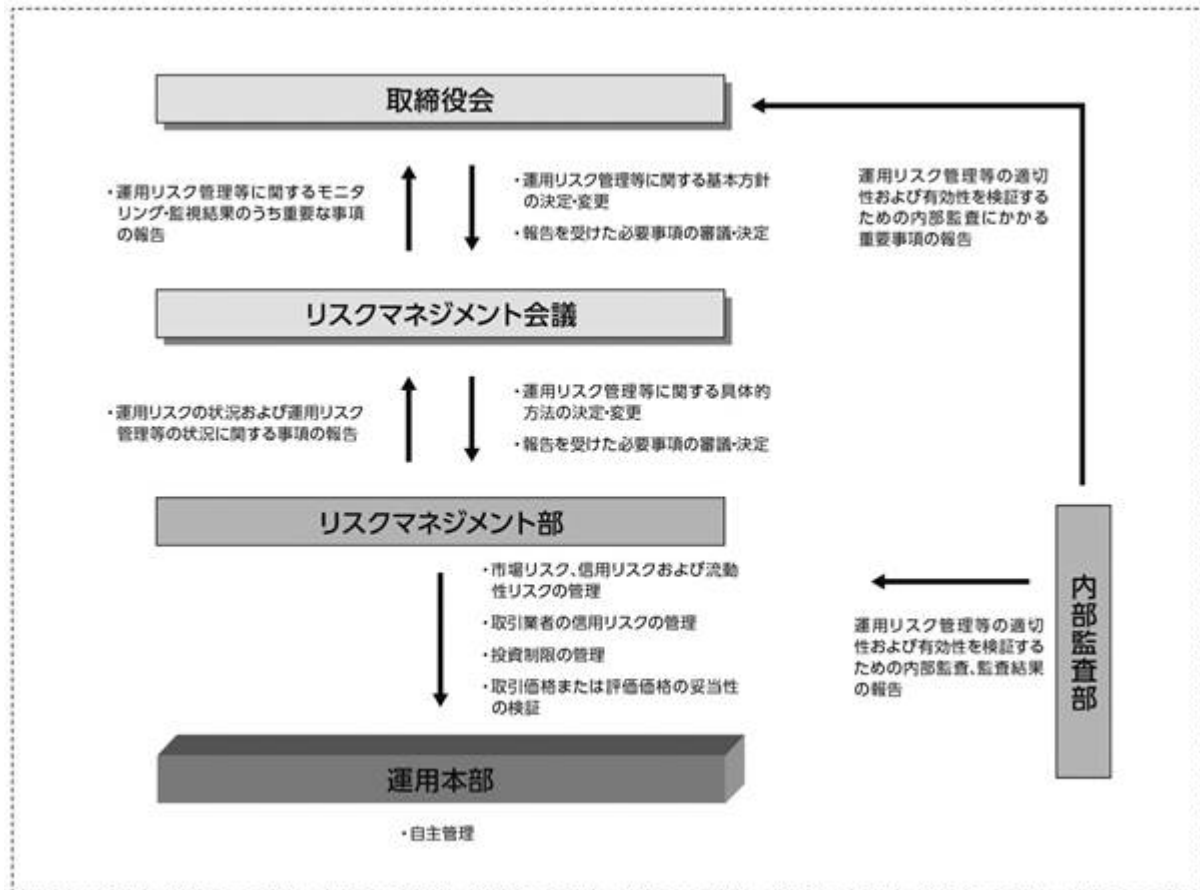 取締役会
・運用リスク管理等に関するモニタ
リング・監視結果のうち重要な事項
の報告
・運用リスク管理等に関する基本方針
の決定・変更
・報告を受けた必要事項の審議・決定
運用リスク管理等の適切
性および有効性を検証する
ための内部監査にかかる
重要事項の報告
リスクマネジメント会議
・運用リスクの状況および運用リスク
管理等の状況に関する事項の報告
・運用リスク管理等に関する具体的
方法の決定・変更
・報告を受けた必要事項の審議・決定
リスクマネジメント部
・市場リスク、信用リスクおよび流動
性リスクの管理
・取引業者の信用リスクの管理
・投資制限の管理
・取引価格または評価価格の妥当性
の検証
運用リスク管理等の適切
性および有効性を検証する
ための内部監査、監査結果
の報告
内部監査部
運用本部
・自主管理